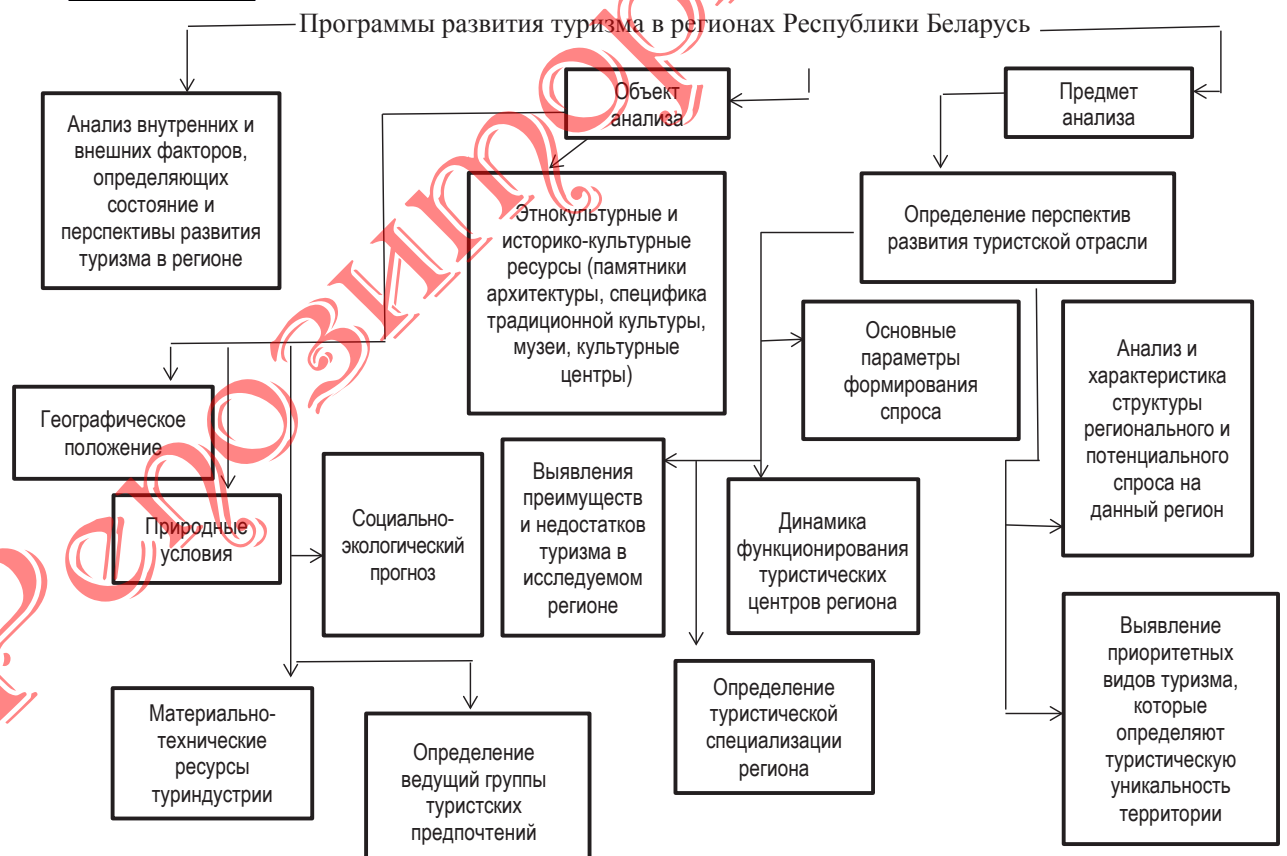 Программы развития туризма в регионах Республики Беларусь
Анализ внутренних и
внешних факторов,
определяющих
состояние и
перспективы развития
туризма в регионе
Объект
анализа
Предмет
анализа
Этнокультурные и
историко-культурные
ресурсы (памятники
архитектуры, специфика
традиционной культуры,
музеи, культурные
центры)
Определение перспектив
развития туристской отрасли
Основные
параметры
формирования
спроса
Анализ и
характеристика
структуры
регионального и
потенциального
спроса на
данный регион
Географическое
положение
Природные
условия
Социально-
экологический
прогноз
Выявления
преимуществ
и недостатков
туризма в
исследуемом
регионе
Динамика
функционирования
туристических
центров региона
Выявление
приоритетных
видов туризма,
которые
определяют
туристическую
уникальность
территории
Материально-
технические
ресурсы
туриндустрии
Определение
ведущий группы
туристских
предпочтений
Определение
туристической
специализации
региона